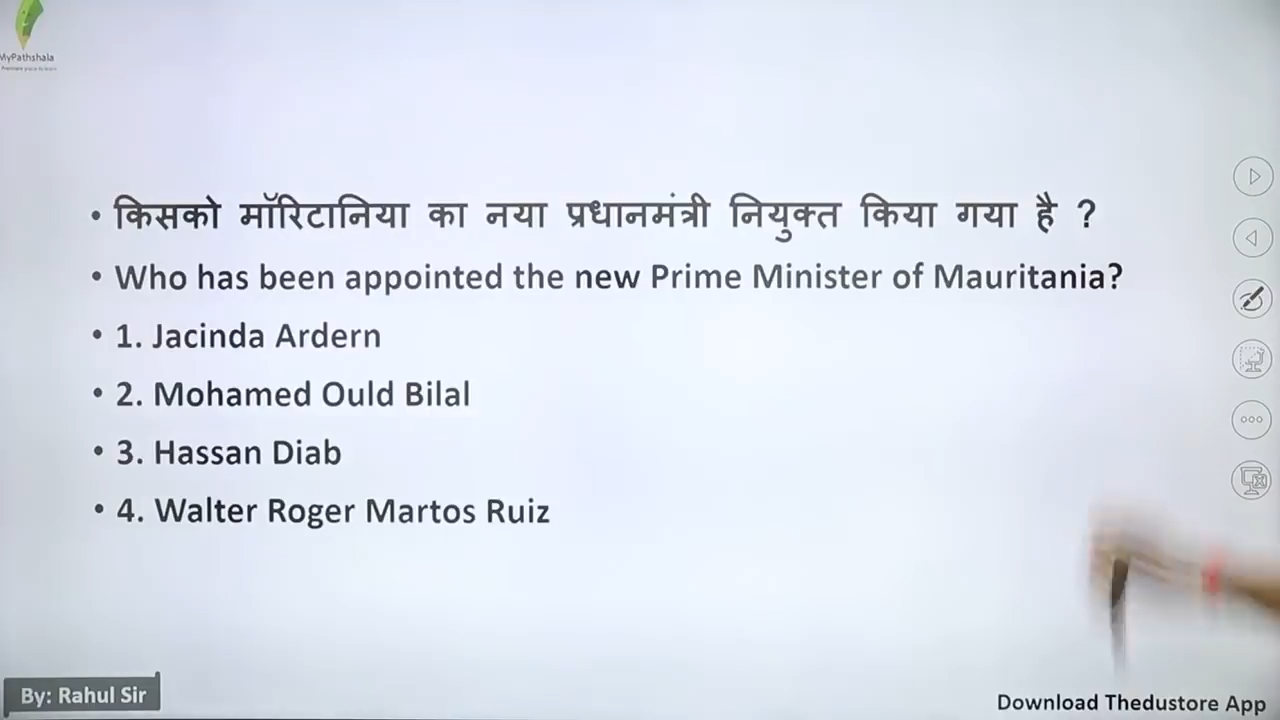 MyPathshala
• किसको मॉरिटानिया का नया प्रधानमंत्री नियुक्त किया गया है ?
• Who has been appointed the new Prime Minister of Mauritania?
• 1. Jacinda Ardern
• 2. Mohamed Ould Bilal
• 3. Hassan Diab
• 4. Walter Roger Martos Ruiz
By: Rahul Sir
Download Thedustore App